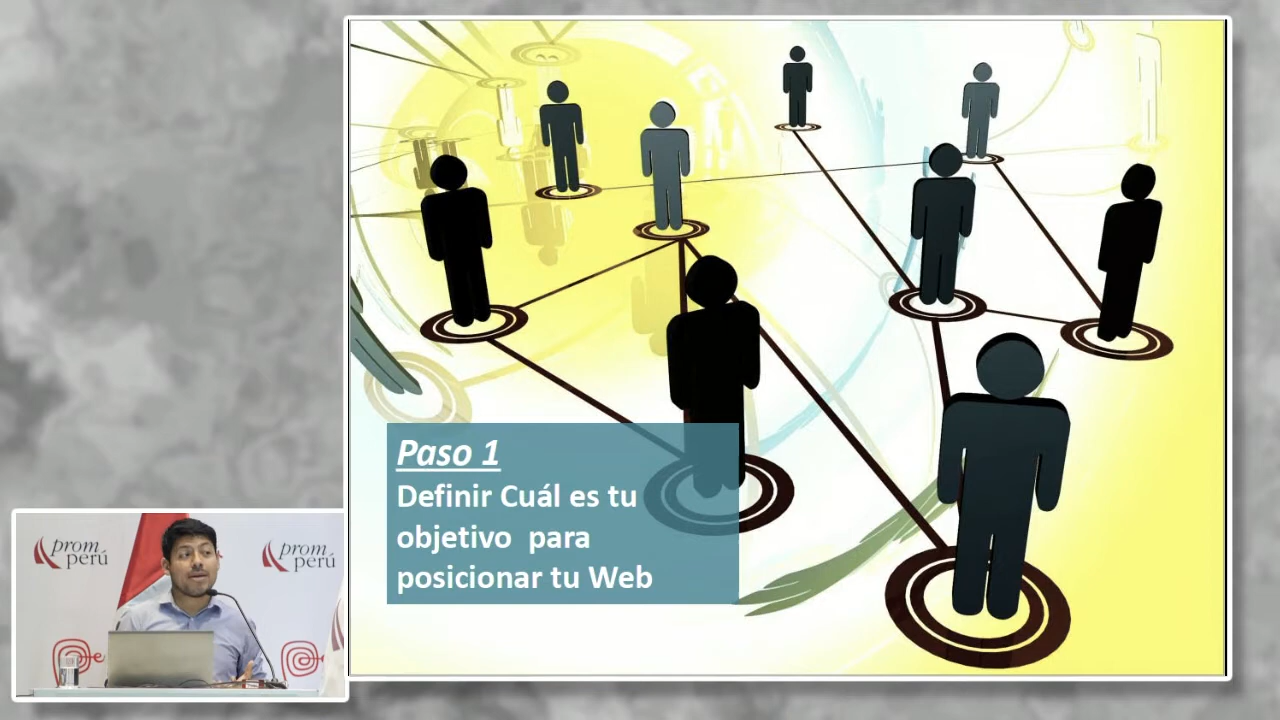 Paso 1
Definir Cuál es tu
objetivo  para
posicionar tu Web
prom
perú
prom
perú